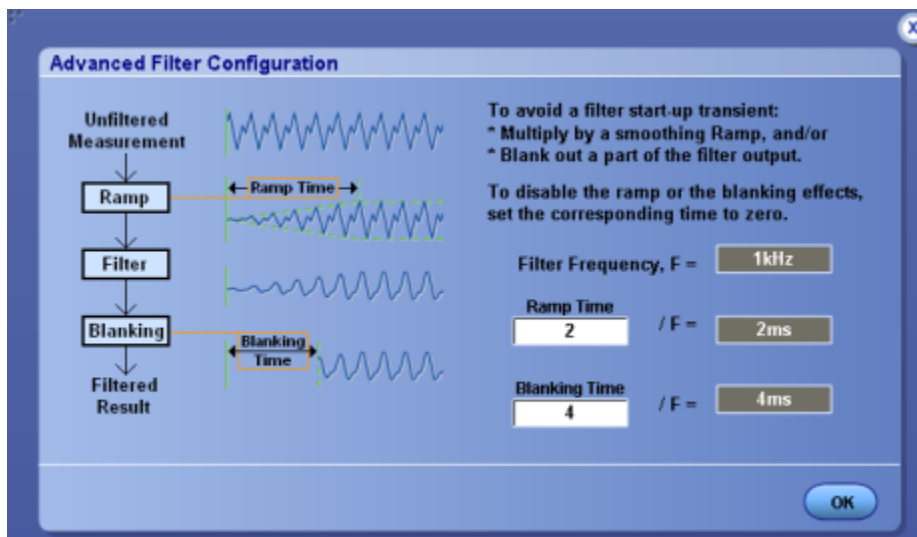 Advanced Filter Configuration
Unfiltered
Measurement
Ramp
Filter
Blanking
Filtered
Result
Ramp Time
Blanking
Time
To avoid a filter start-up transient:
* Multiply by a smoothing Ramp, and/or
* Blank out a part of the filter output.
To disable the ramp or the blanking effects,
set the corresponding time to zero.
Filter Frequency, F = 1kHz
Ramp Time
2 / F = 2ms
Blanking Time
4 / F = 4ms
OK
X